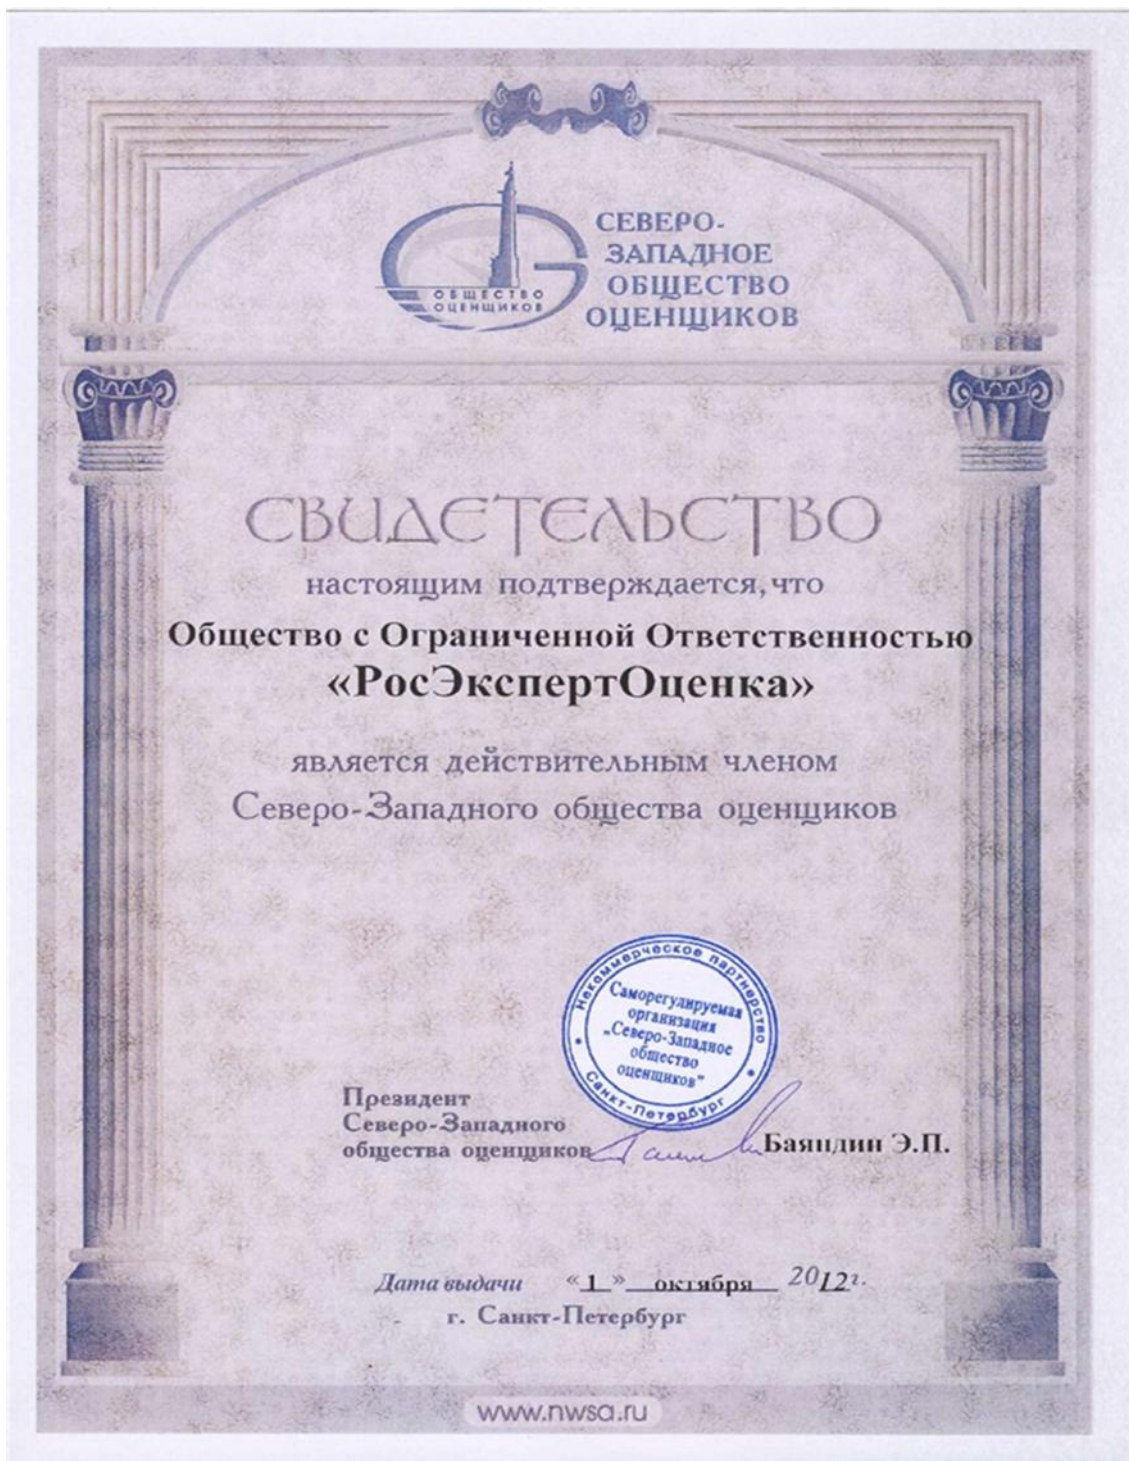 СЕВЕРО-
ЗАПАДНОЕ
ОБЩЕСТВО
ОЦЕНЩИКОВ
ОБЩЕСТВО
ОЦЕНЩИКОВ
СВИДЕТЕЛЬСТВО
настоящим подтверждается, что
Общество с Ограниченной Ответственностью
«РосЭкспертОценка»
является действительным членом
Северо-Западного общества оценщиков
Некоммерческое партнерство
Саморегулируемая
организация
„Северо-Западное
общество
оценщиков"
Санкт-Петербург
Президент
Северо-Западного
общества оценщиков
Баяндин Э.П.
Дата выдачи «1» октября 2012г.
г. Санкт-Петербург
www.nwsa.ru